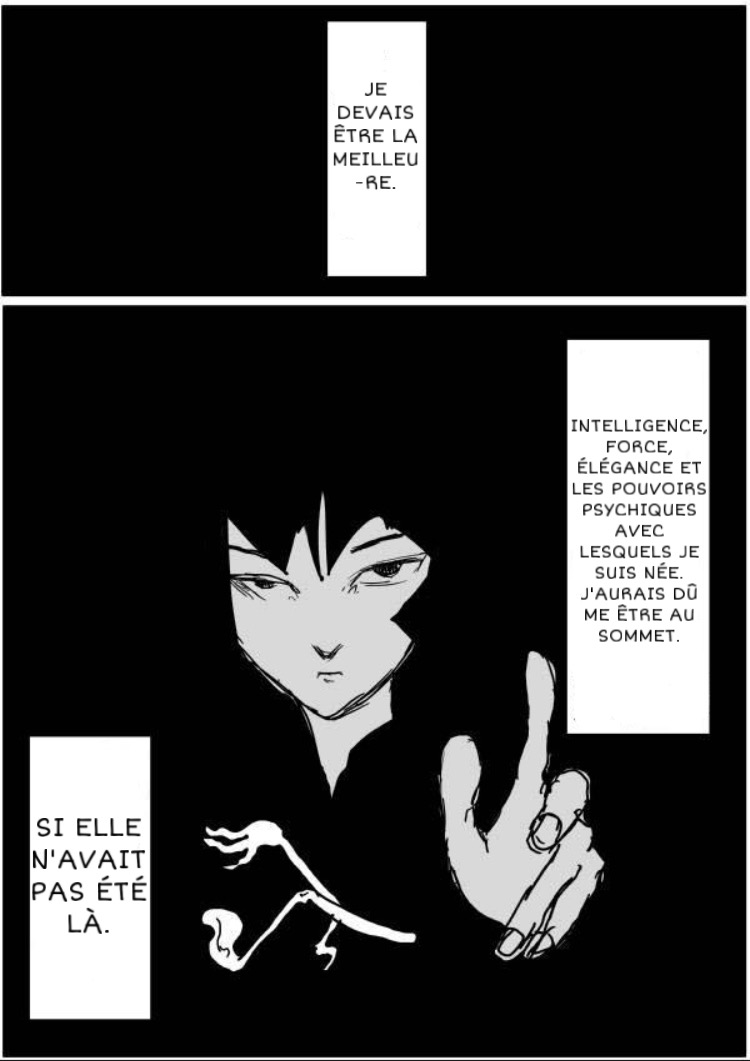 JE
DEVAIS
ÊTRE LA
MEILLEU
-RE.
INTELLIGENCE,
FORCE,
ÉLÉGANCE ET
LES POUVOIRS
PSYCHIQUES
AVEC
LESQUELS JE
SUIS NÉE.
J'AURAIS DÛ
ME ÊTRE AU
SOMMET.
SI ELLE
N'AVAIT
PAS ÉTÉ
LÀ.